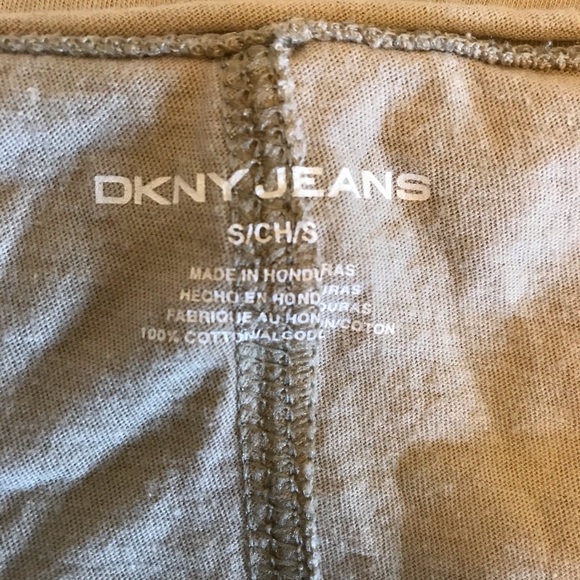 DKNY JEANS
S/CH/S
MADE IN HONDURAS
HECHO EN HONDURAS
FABRIQUE AU HONDURAS
100% COTTON/ALGODON/COTON